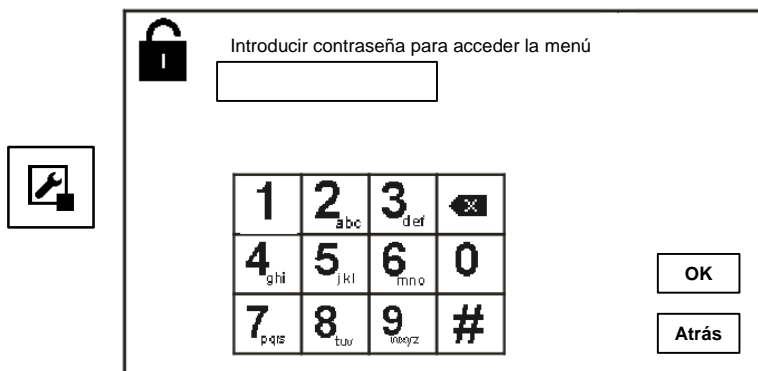 Introducir contraseña para acceder la menú
1 2 abc 3 def X
4 ghi 5 jkl 6 mno 0
7 pqrs 8 tuv 9 wxyz #
OK
Atrás